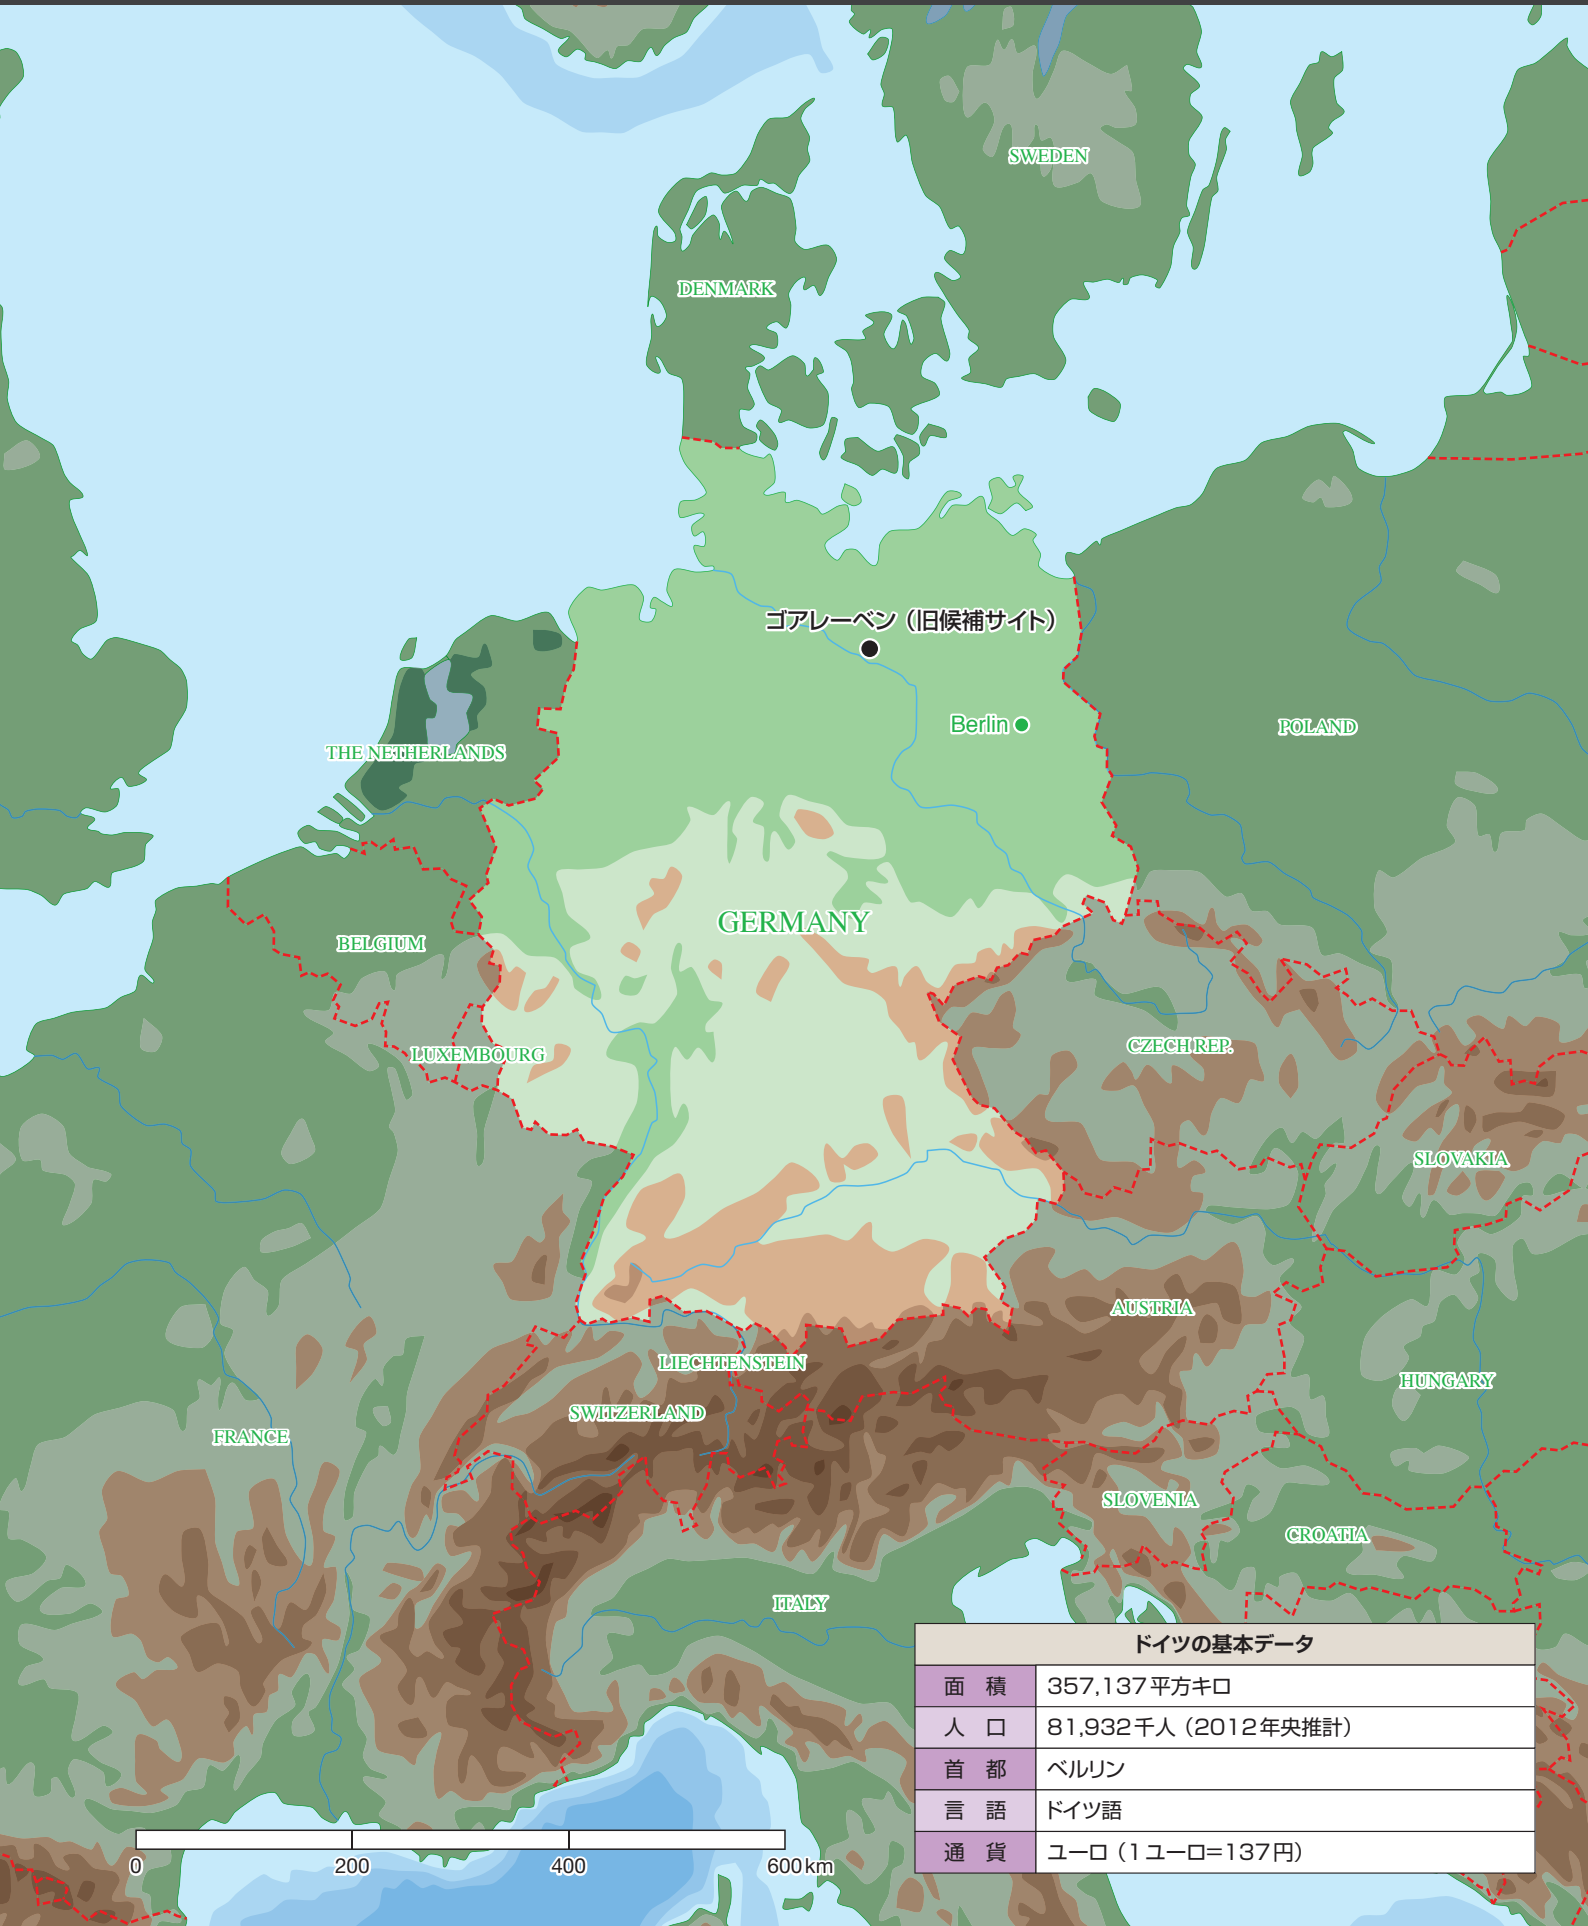 SWEDEN
DENMARK
ゴアレーベン（旧候補サイト）
Berlin
POLAND
THE NETHERLANDS
GERMANY
BELGIUM
CZECH REP.
LUXEMBOURG
SLOVAKIA
AUSTRIA
LIECHTENSTEIN
HUNGARY
SWITZERLAND
FRANCE
SLOVENIA
CROATIA
ITALY
ドイツの基本データ
面　積 357,137平方キロ
人　口 81,932千人（2012年央推計）
首　都 ベルリン
言　語 ドイツ語
通　貨 ユーロ（1ユーロ=137円）
0 200 400 600km